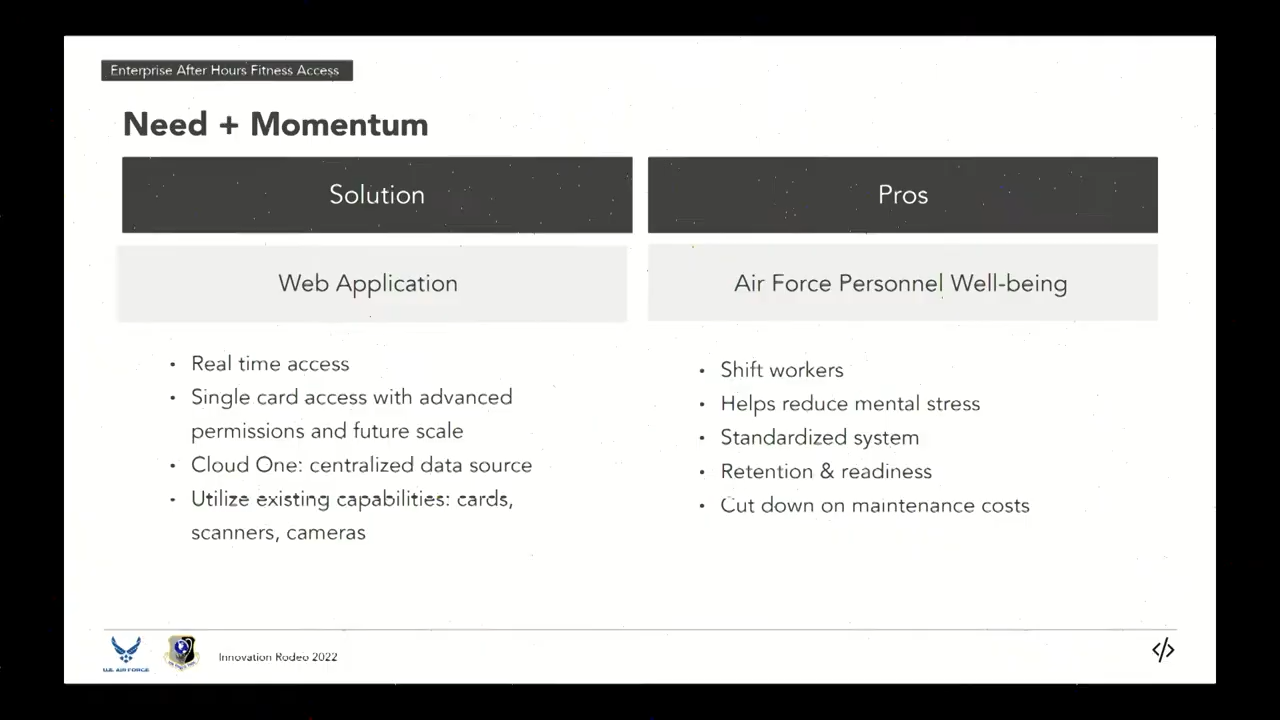 Enterprise After Hours Fitness Access
Need + Momentum
Solution
Pros
Web Application
Air Force Personnel Well-being
• Real time access
• Single card access with advanced
permissions and future scale
• Cloud One: centralized data source
• Utilize existing capabilities: cards,
scanners, cameras
• Shift workers
• Helps reduce mental stress
• Standardized system
• Retention & readiness
• Cut down on maintenance costs
U.S. AIR FORCE
Innovation Rodeo 2022
</>